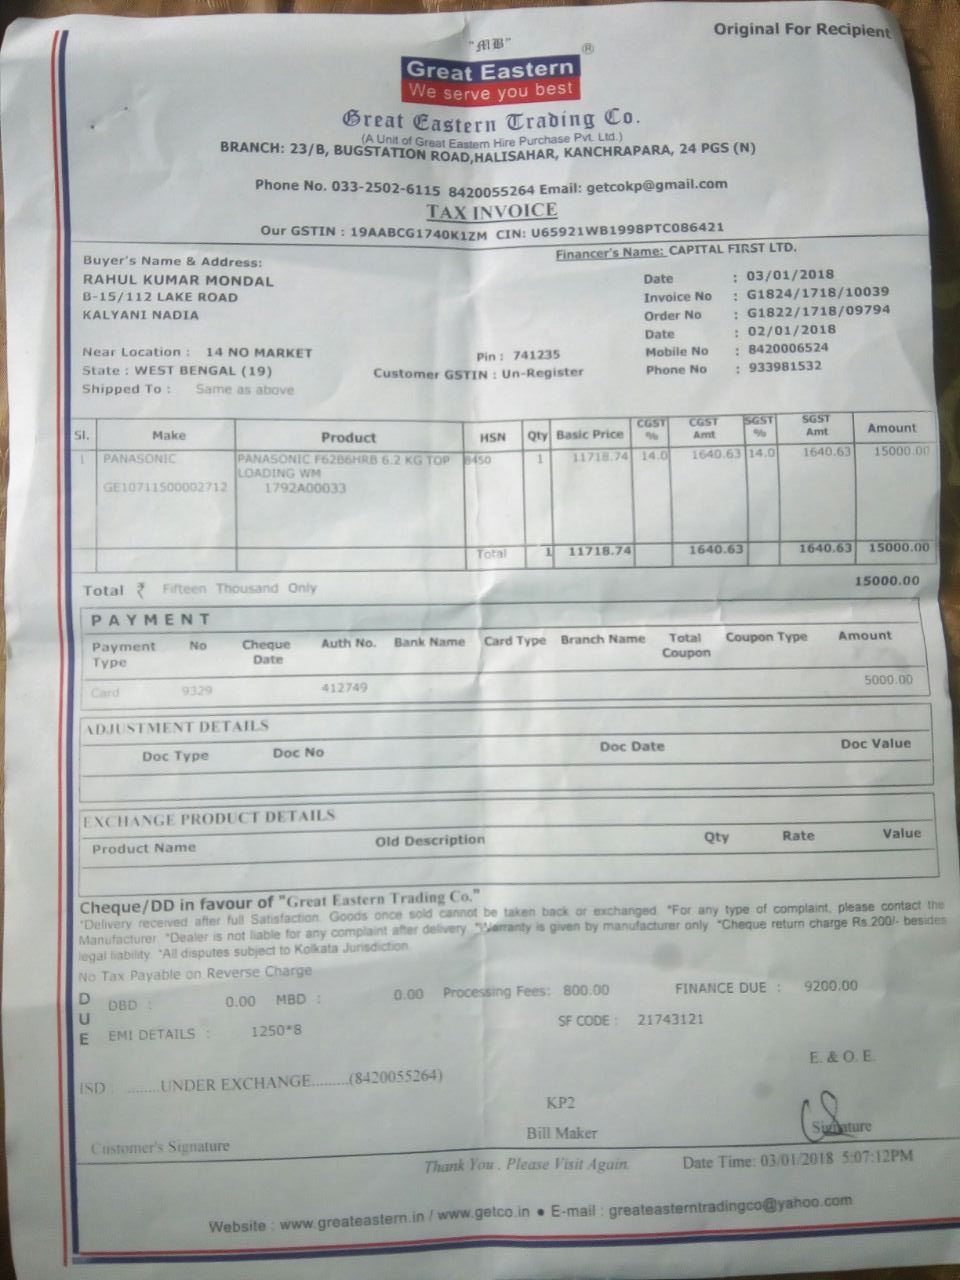 Original For Recipient
"MB"
Great Eastern ®
We serve you best
Great Eastern Trading Co.
(A Unit of Great Eastern Hire Purchase Pvt. Ltd.)
BRANCH: 23/B, BUGSTATION ROAD,HALISAHAR, KANCHRAPARA, 24 PGS (N)
Phone No. 033-2502-6115 8420055264 Email: getcokp@gmail.com
TAX INVOICE
Our GSTIN : 19AABCG1740K1ZM CIN: U65921WB1998PTC086421
Buyer's Name & Address:
RAHUL KUMAR MONDAL
B-15/112 LAKE ROAD
KALYANI NADIA
Near Location : 14 NO MARKET Pin : 741235
State : WEST BENGAL (19) Customer GSTIN : Un-Register
Shipped To : Same as above
Financer's Name: CAPITAL FIRST LTD.
Date : 03/01/2018
Invoice No : G1824/1718/10039
Order No : G1822/1718/09794
Date : 02/01/2018
Mobile No : 8420006524
Phone No : 933981532
Sl. Make Product HSN Qty Basic Price CGST % CGST Amt SGST % SGST Amt Amount
1 PANASONIC PANASONIC F62B6HRB 6.2 KG TOP 8450 1 11718.74 14.0 1640.63 14.0 1640.63 15000.00
LOADING WM
GE10711500002712 1792A00033
Total 1 11718.74 1640.63 1640.63 15000.00
Total ₹ Fifteen Thousand Only 15000.00
PAYMENT
Payment Type No Cheque Date Auth No. Bank Name Card Type Branch Name Total Coupon Coupon Type Amount
Card 9329 412749 5000.00
ADJUSTMENT DETAILS
Doc Type Doc No Doc Date Doc Value
EXCHANGE PRODUCT DETAILS
Product Name Old Description Qty Rate Value
Cheque/DD in favour of "Great Eastern Trading Co."
*Delivery received after full Satisfaction. Goods once sold cannot be taken back or exchanged. *For any type of complaint, please contact the
Manufacturer. *Dealer is not liable for any complaint after delivery. *Warranty is given by manufacturer only. *Cheque return charge Rs.200/- besides
legal liability. *All disputes subject to Kolkata Jurisdiction.
No Tax Payable on Reverse Charge
DUE
DBD : 0.00 MBD : 0.00 Processing Fees: 800.00 FINANCE DUE : 9200.00
EMI DETAILS : 1250*8 SF CODE : 21743121
E. & O. E.
ISD : ........UNDER EXCHANGE.........(8420055264)
KP2
Customer's Signature Bill Maker Signature
Thank You . Please Visit Again. Date Time: 03/01/2018 5:07:12PM
Website : www.greateastern.in / www.getco.in • E-mail : greateasterntradingco@yahoo.com